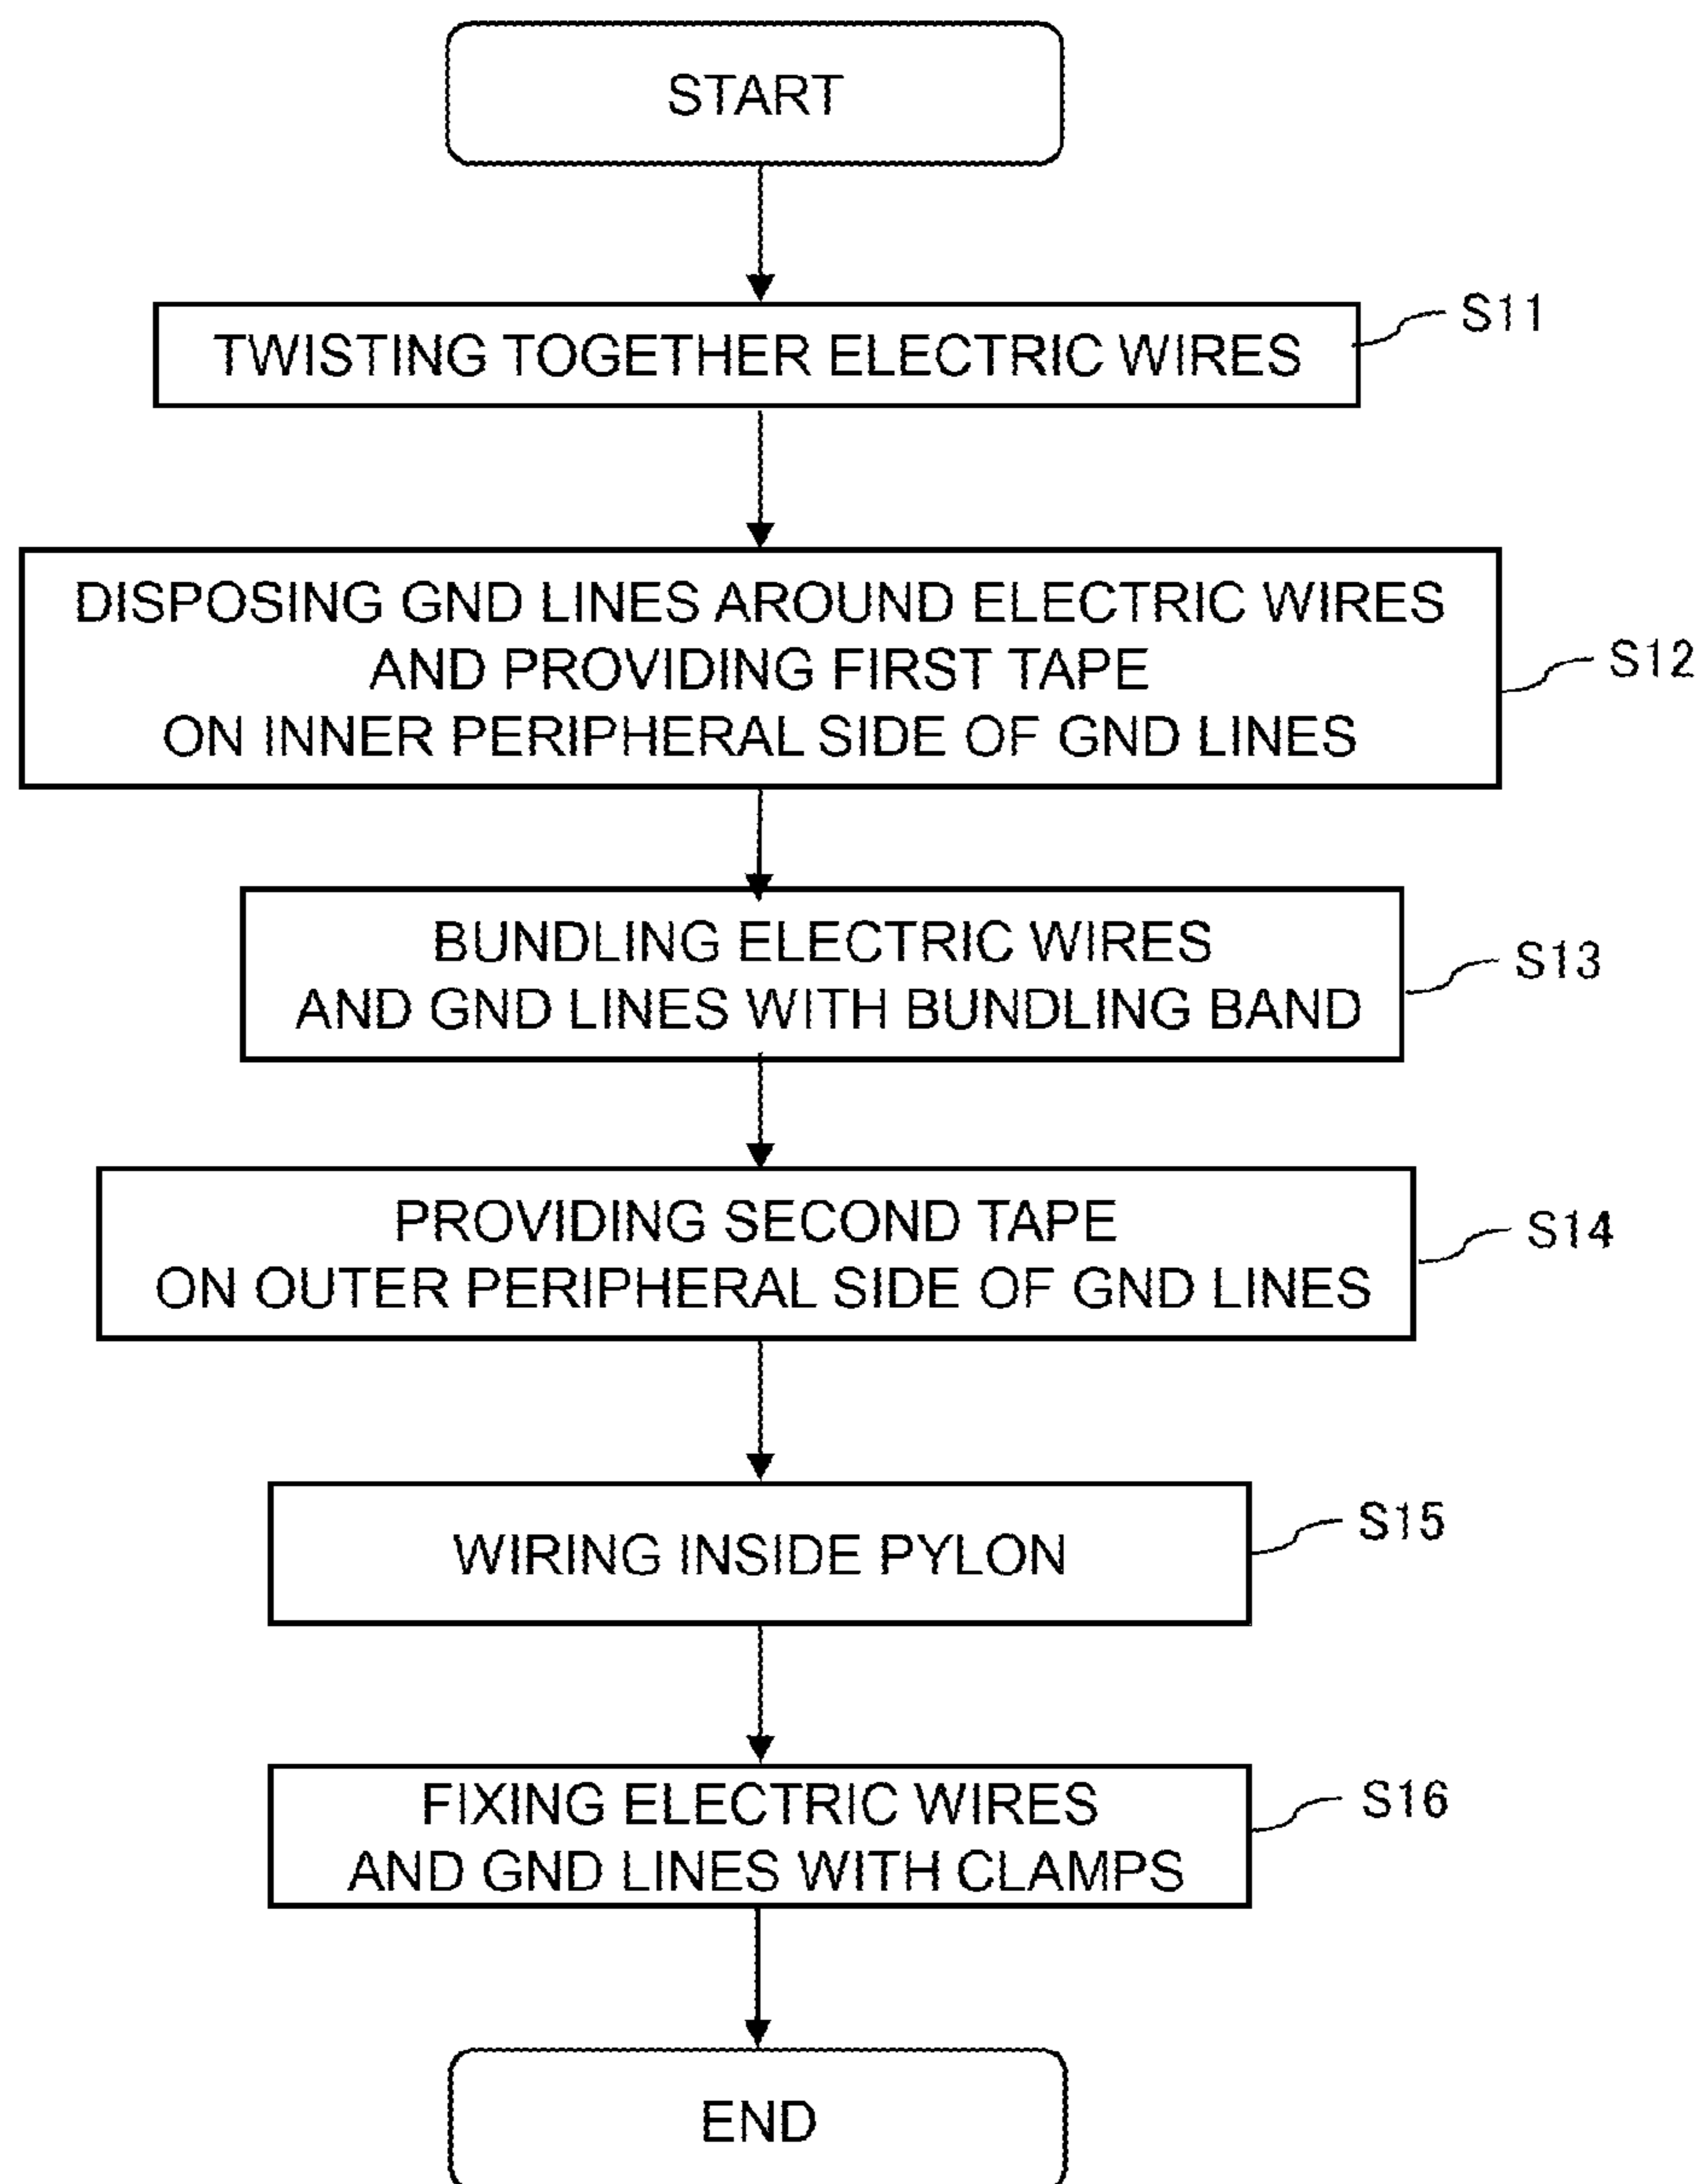 START
TWISTING TOGETHER ELECTRIC WIRES
S11
DISPOSING GND LINES AROUND ELECTRIC WIRES
AND PROVIDING FIRST TAPE
ON INNER PERIPHERAL SIDE OF GND LINES
S12
BUNDLING ELECTRIC WIRES
AND GND LINES WITH BUNDLING BAND
S13
PROVIDING SECOND TAPE
ON OUTER PERIPHERAL SIDE OF GND LINES
S14
WIRING INSIDE PYLON
S15
FIXING ELECTRIC WIRES
AND GND LINES WITH CLAMPS
S16
END